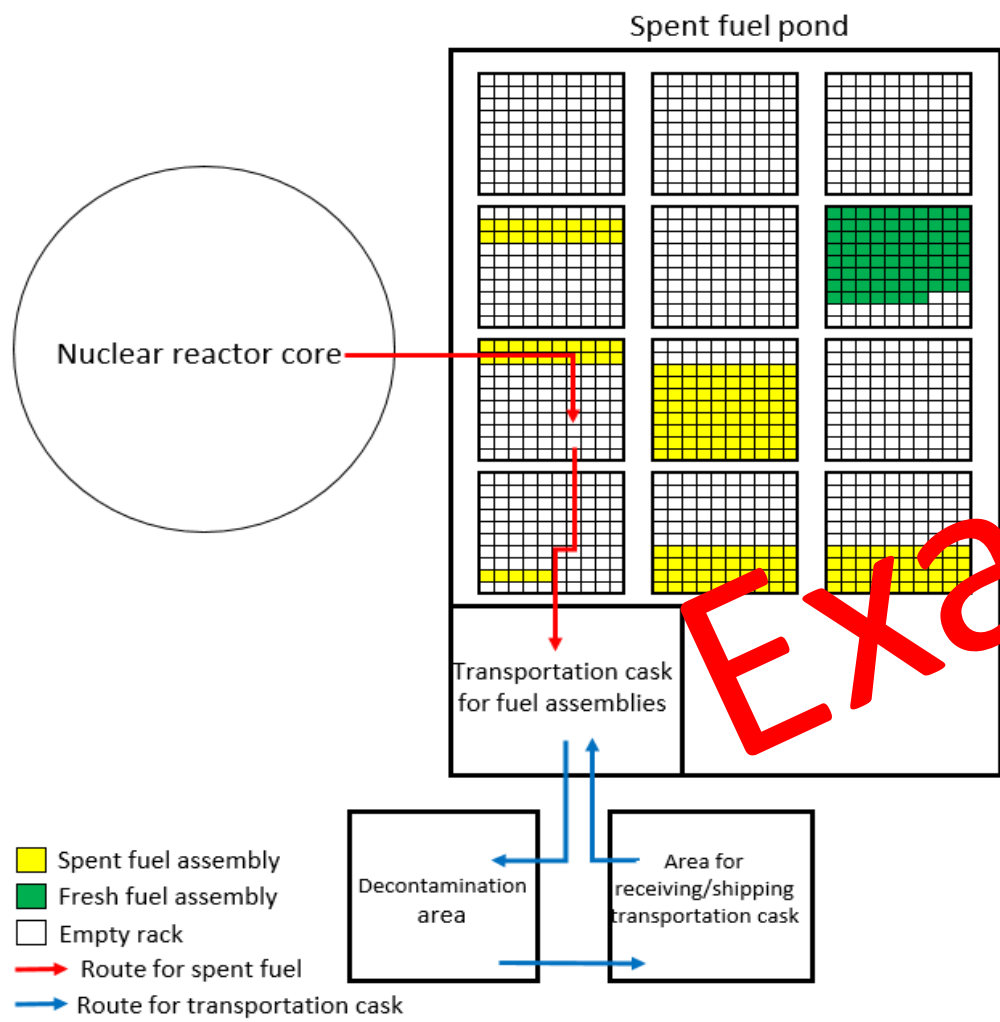 Spent fuel pond
Nuclear reactor core
Transportation cask
for fuel assemblies
Exa
Decontamination
area
Area for
receiving/shipping
transportation cask
Spent fuel assembly
Fresh fuel assembly
Empty rack
Route for spent fuel
Route for transportation cask